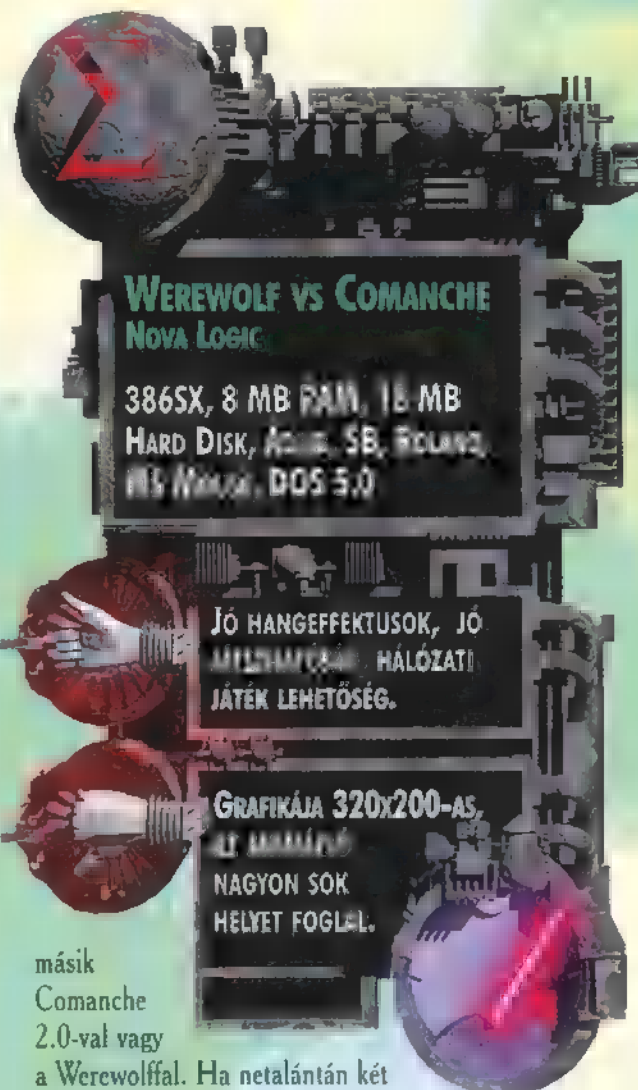 WEREWOLF VS COMANCHE
NOVA LOGIC
386SX, 8 MB RAM, 18 MB
HARD DISK, SB, ROLAND,
DOS 5.0
JÓ HANGEFFEKTUSOK, JÓ
HÁLÓZATI
JÁTÉK LEHETŐSÉG.
GRAFIKÁJA 320X200-AS,
NAGYON SOK
HELYET FOGLAL.
másik
Comanche
2.0-val vagy
a Werewolffal. Ha netalántán két